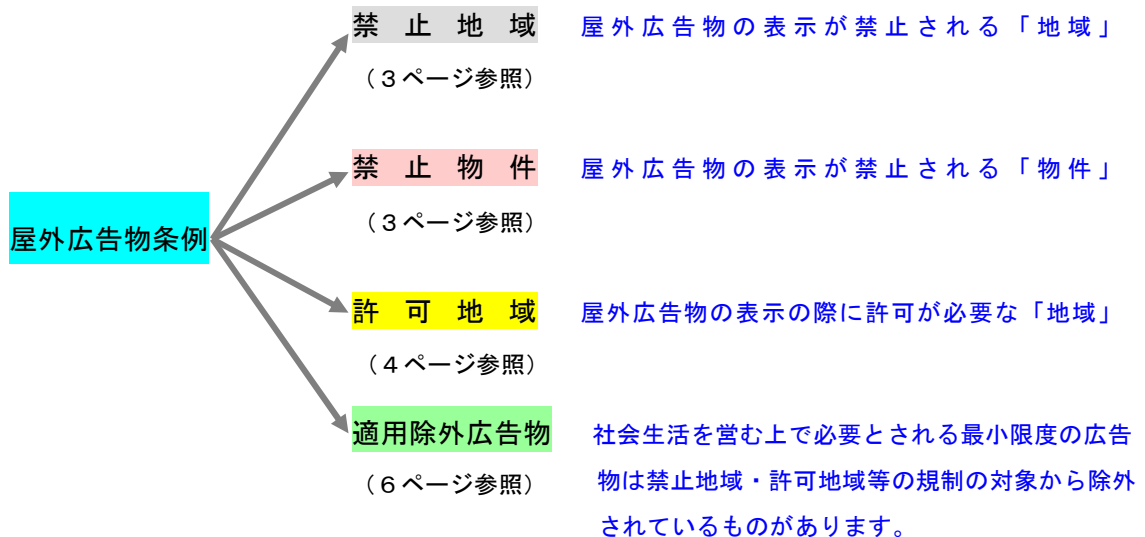 禁止地域　屋外広告物の表示が禁止される「地域」
（３ページ参照）
禁止物件　屋外広告物の表示が禁止される「物件」
（３ページ参照）
屋外広告物条例
許可地域　屋外広告物の表示の際に許可が必要な「地域」
（４ページ参照）
適用除外広告物　社会生活を営む上で必要とされる最小限度の広告
（６ページ参照）　物は禁止地域・許可地域等の規制の対象から除外
されているものがあります。